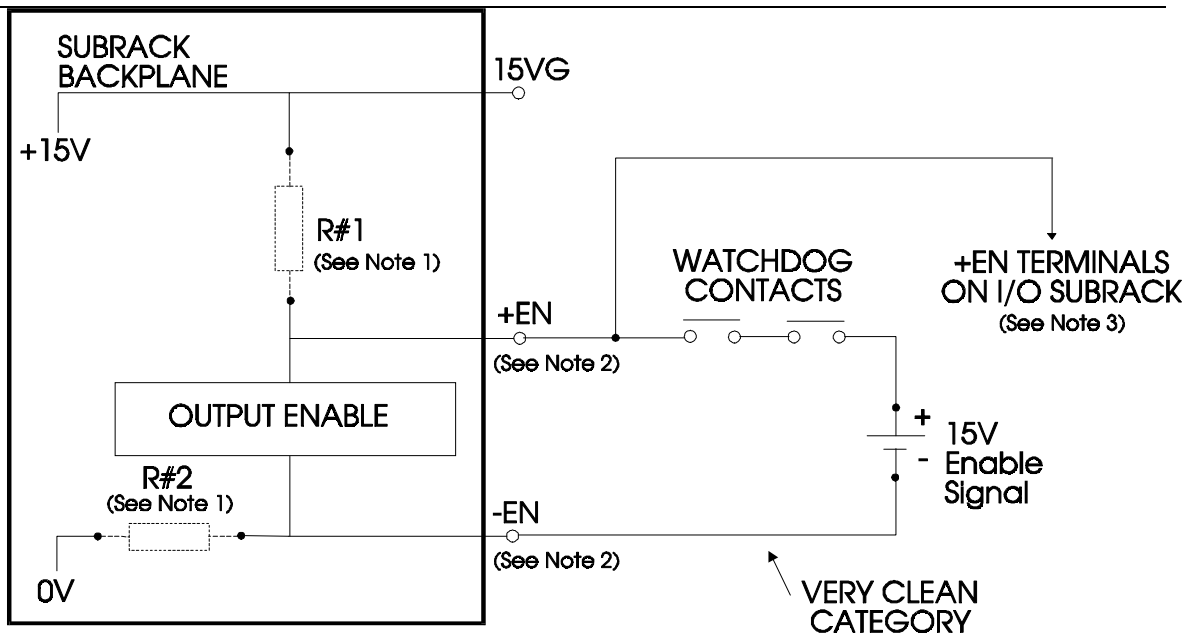 SUBRACK
BACKPLANE
15VG
+15V
R#1
(See Note 1)
WATCHDOG
CONTACTS
+EN TERMINALS
ON I/O SUBRACK
(See Note 3)
+EN
(See Note 2)
OUTPUT ENABLE
+
15V
-
Enable
Signal
R#2
(See Note 1)
-EN
(See Note 2)
0V
VERY CLEAN
CATEGORY